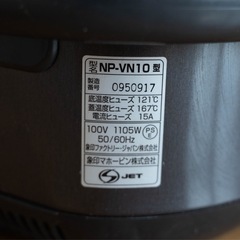 型名 NP-VN10 型
製造番号 0950917
底温度ヒューズ 121℃
蓋温度ヒューズ 167℃
電流ヒューズ 15A
100V 1105W
50/60Hz
PS E
象印ファクトリー・ジャパン株式会社
象印マホービン株式会社
JET